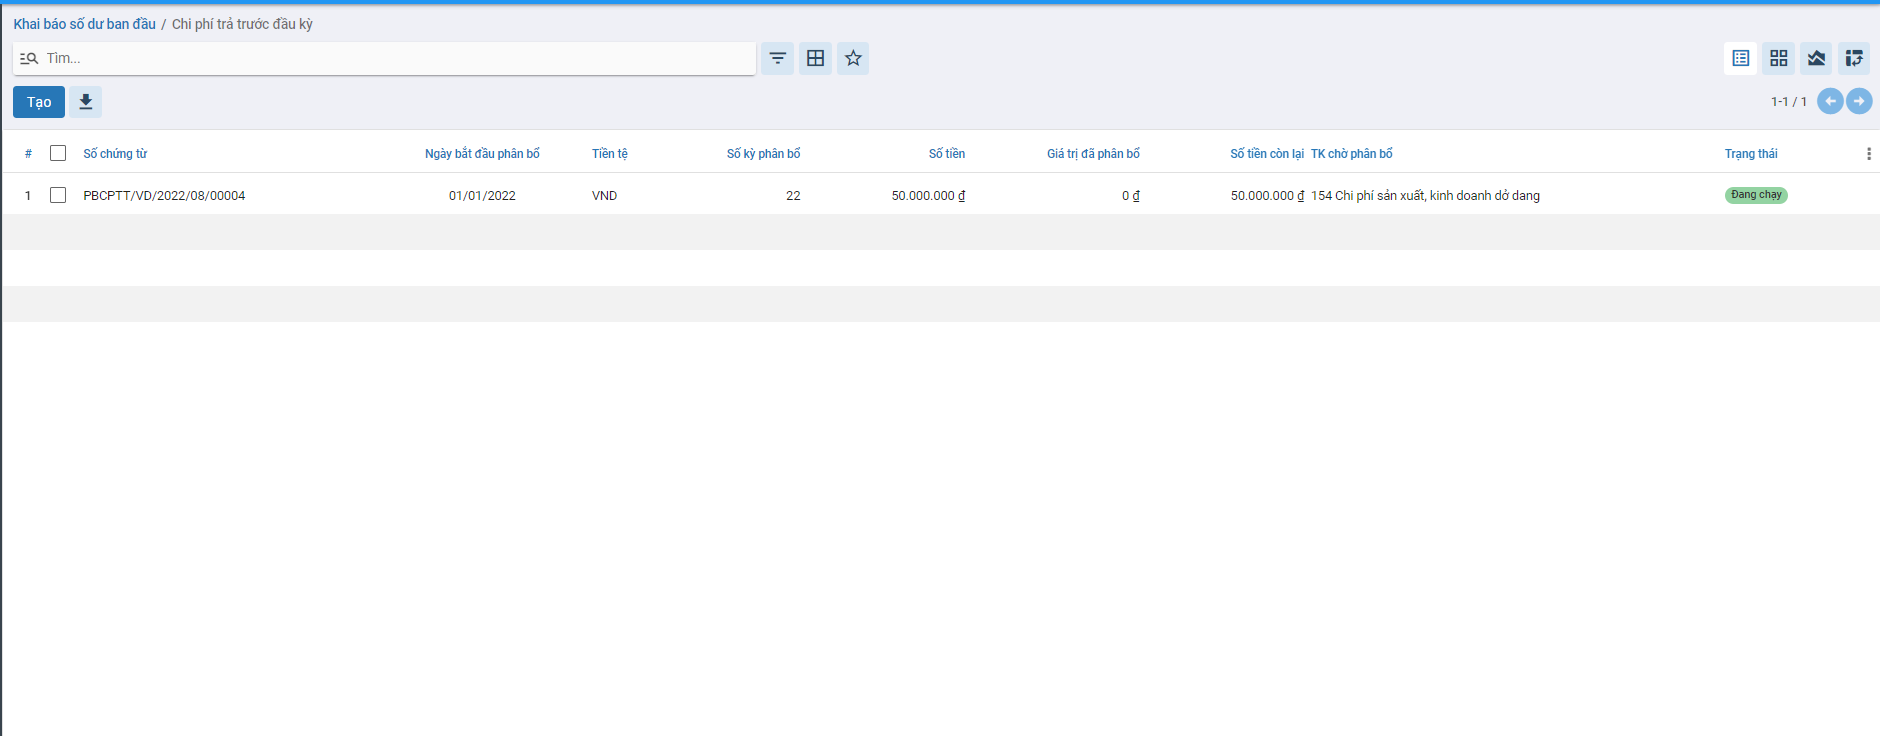 Khai báo số dư ban đầu / Chi phí trả trước đầu kỳ
Tìm...
Tạo
1-1 / 1
# Số chứng từ Ngày bắt đầu phân bổ Tiền tệ Số kỳ phân bổ Số tiền Giá trị đã phân bổ Số tiền còn lại TK chờ phân bổ Trạng thái
1 PBCPTT/VD/2022/08/00004 01/01/2022 VND 22 50.000.000 ₫ 0 ₫ 50.000.000 ₫ 154 Chi phí sản xuất, kinh doanh dở dang Đang chạy